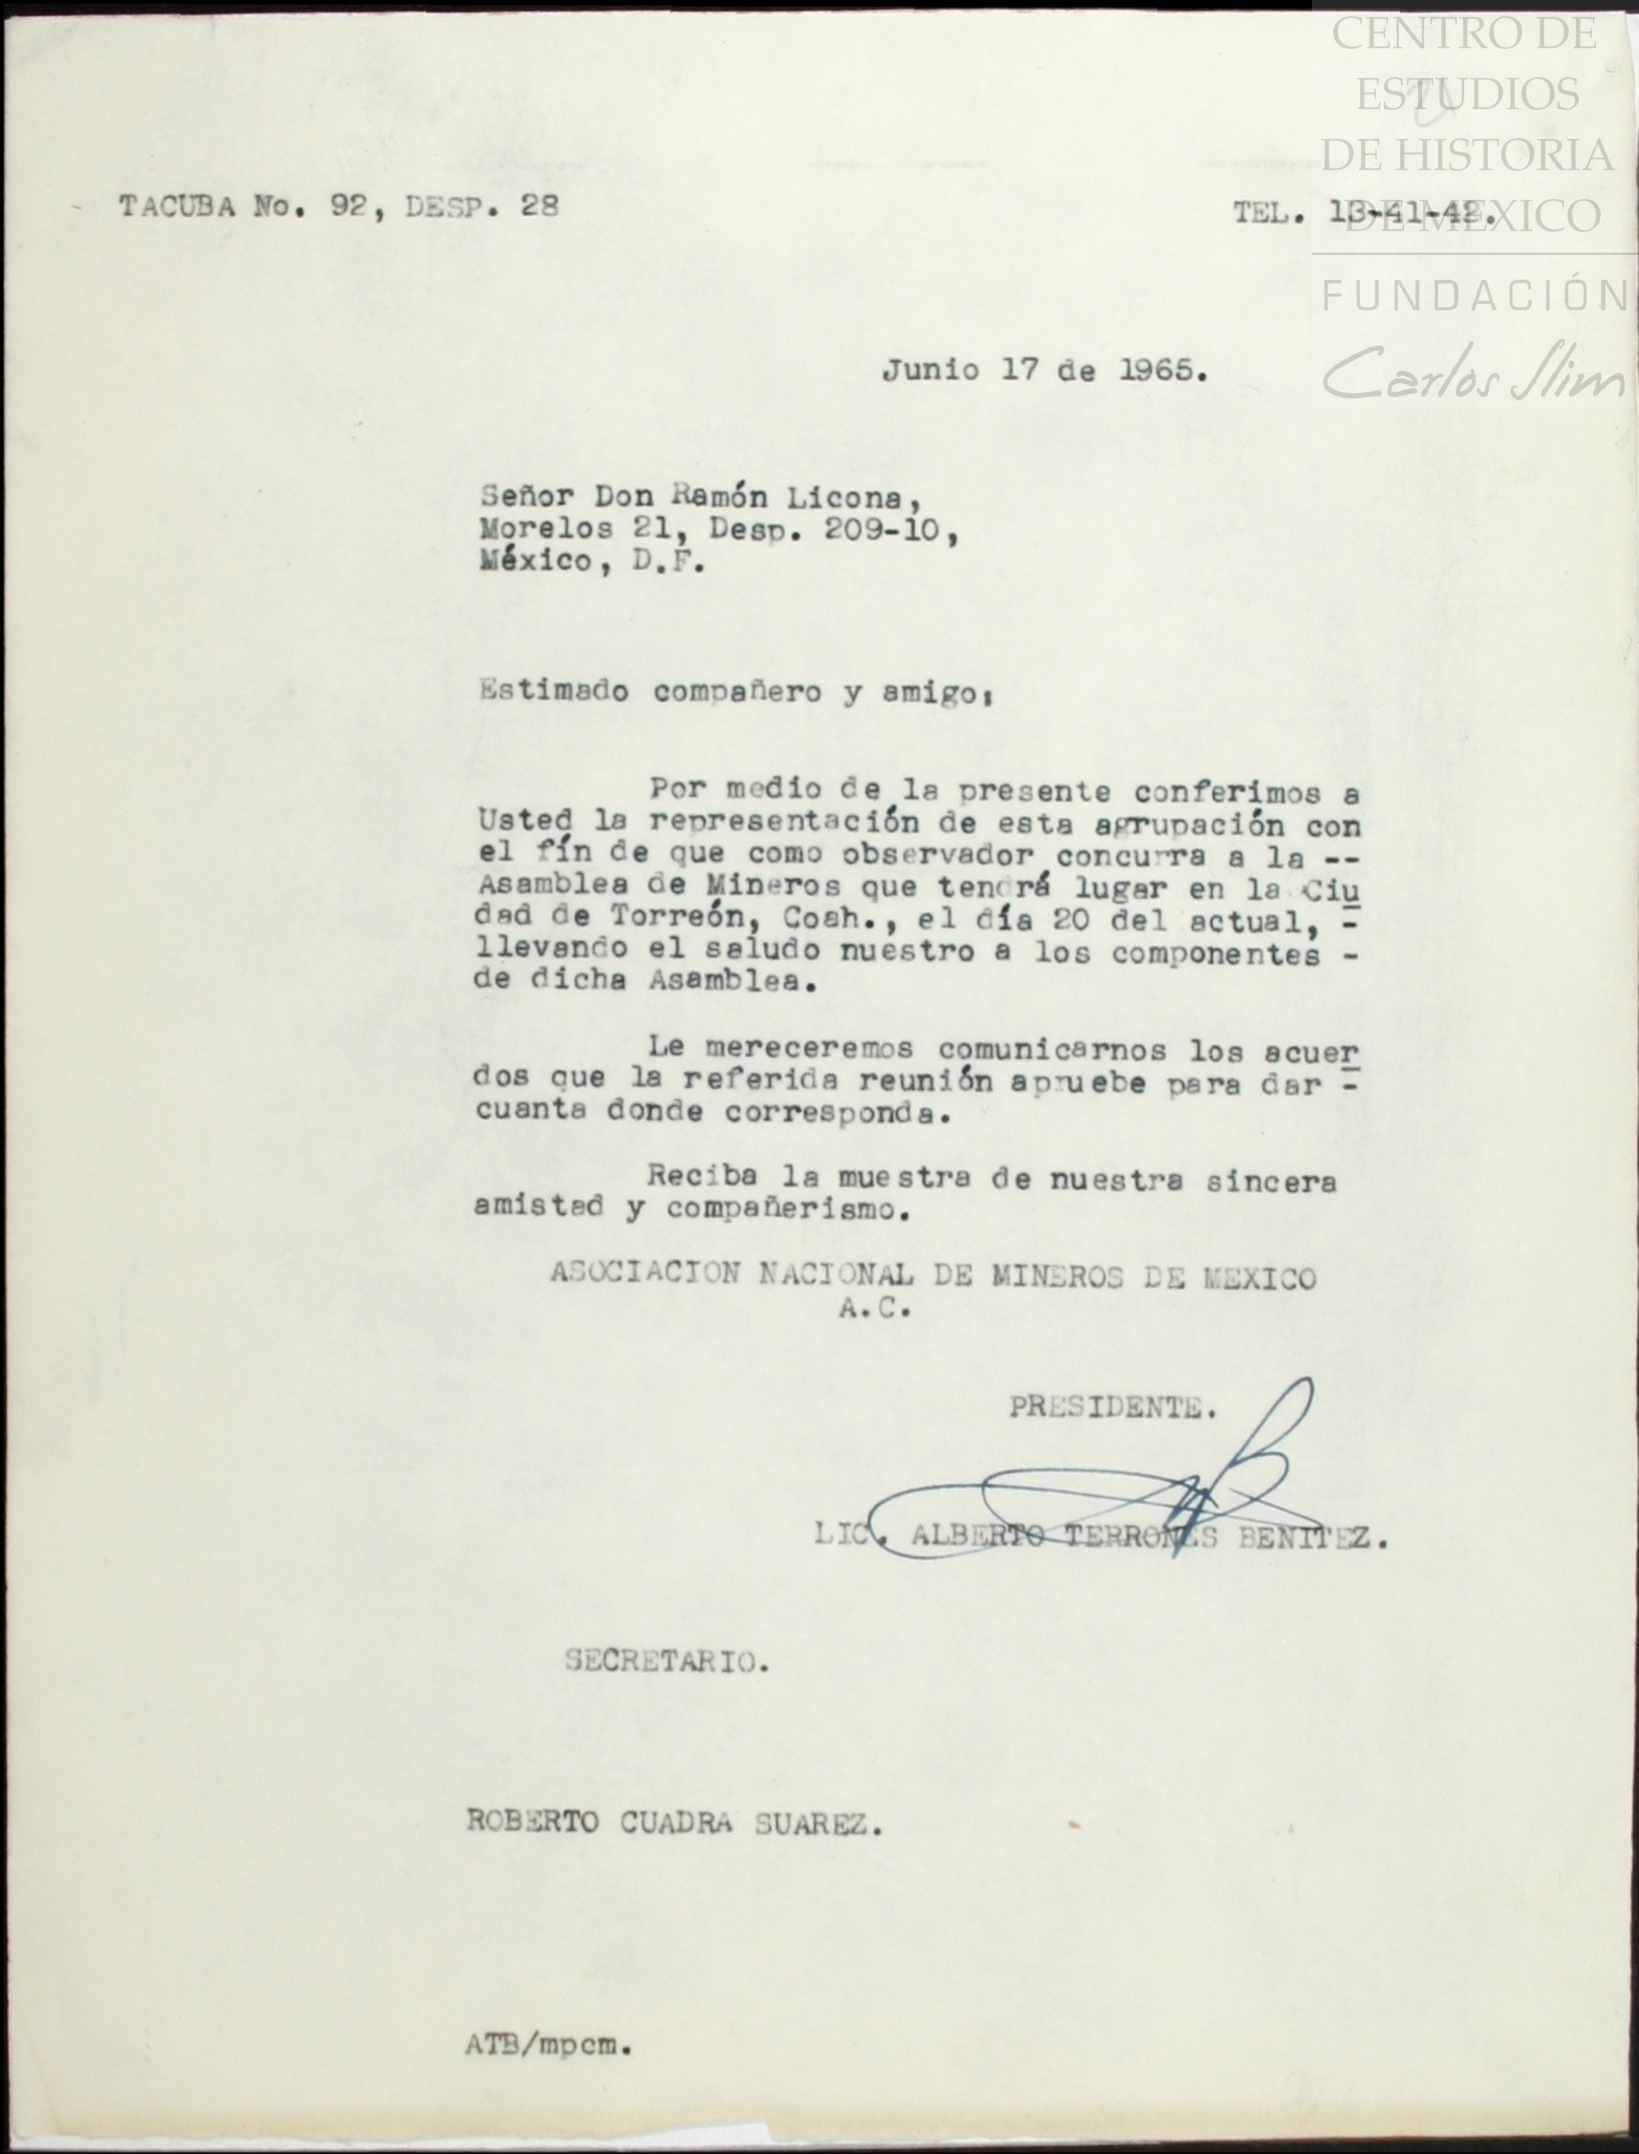 CENTRO DE
ESTUDIOS
DE HISTORIA
DE MÉXICO
FUNDACIÓN
Carlos Slim
TACUBA No. 92, DESP. 28 TEL. 13-41-42.
Junio 17 de 1965.
Señor Don Ramón Licona,
Morelos 21, Desp. 209-10,
México, D.F.
Estimado compañero y amigo:
Por medio de la presente conferimos a
Usted la representación de esta agrupación con
el fín de que como observador concurra a la --
Asamblea de Mineros que tendrá lugar en la Ciu
dad de Torreón, Coah., el día 20 del actual, -
llevando el saludo nuestro a los componentes -
de dicha Asamblea.
Le mereceremos comunicarnos los acuer
dos que la referida reunión apruebe para dar -
cuanta donde corresponda.
Reciba la muestra de nuestra sincera
amistad y compañerismo.
ASOCIACION NACIONAL DE MINEROS DE MEXICO
A.C.
PRESIDENTE.
LIC. ALBERTO TERRONES BENITEZ.
SECRETARIO.
ROBERTO CUADRA SUAREZ.
ATB/mpcm.